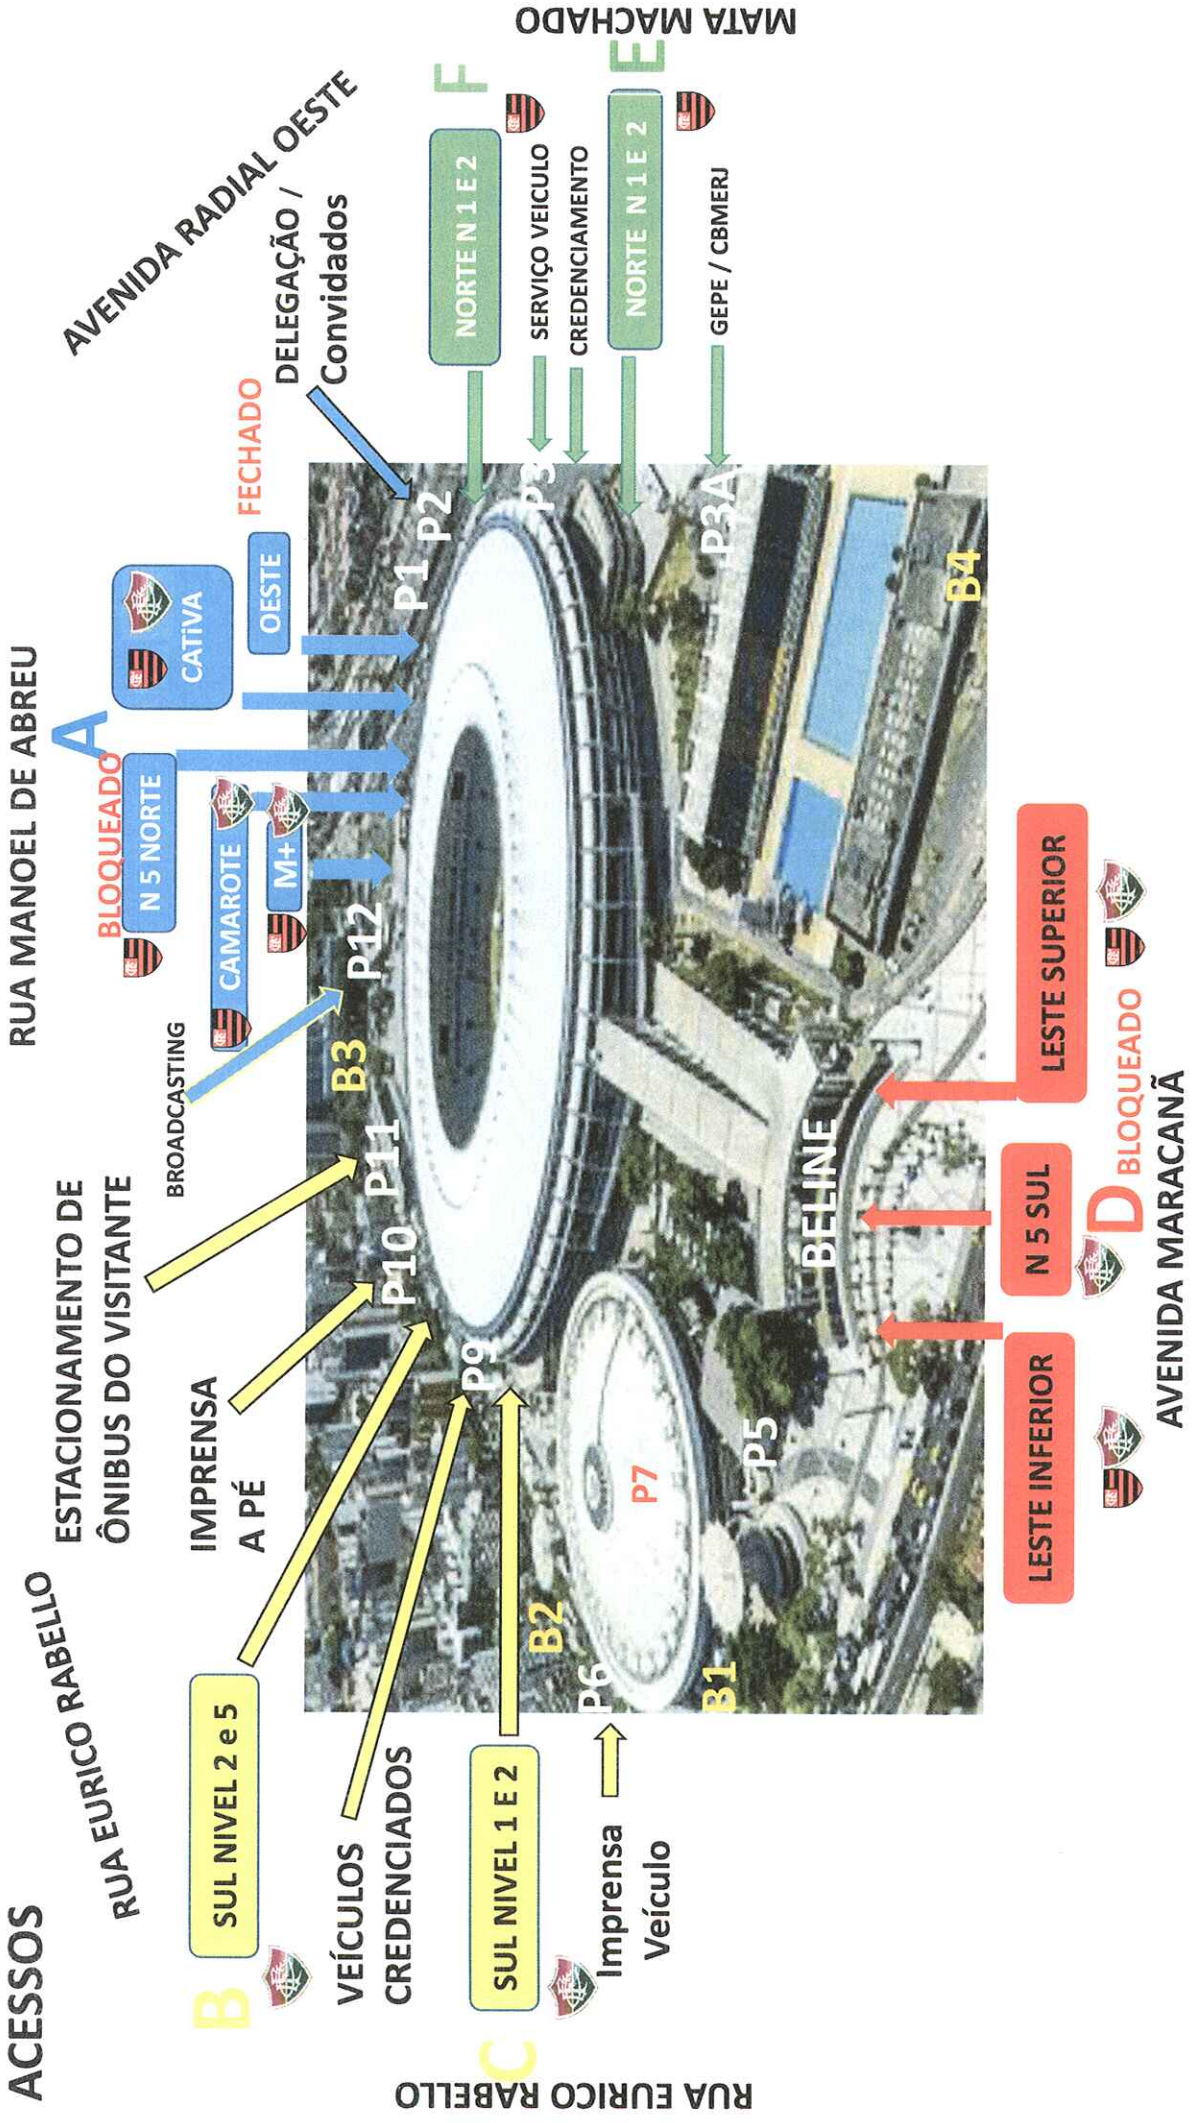 ACESSOS
RUA EURICO RABELLO
RUA MANOEL DE ABREU
AVENIDA RADIAL OESTE
ESTACIONAMENTO DE
ÔNIBUS DO VISITANTE
IMPRENSA
A PÉ
BROADCASTING
BLOQUEADO
A
N 5 NORTE
CAMAROTE
M+
CATiVA
OESTE
FECHADO
DELEGAÇÃO /
Convidados
B
SUL NIVEL 2 e 5
VEÍCULOS
CREDENCIADOS
C
SUL NIVEL 1 E 2
Imprensa
Veículo
RUA EURICO RABELLO
P9
P10
P11
B3
P12
P1
P2
P3
P3A
B4
B2
P6
B1
P7
P5
BELINE
F
NORTE N 1 E 2
SERVIÇO VEICULO
CREDENCIAMENTO
E
NORTE N 1 E 2
GEPE / CBMERJ
MATA MACHADO
LESTE INFERIOR
N 5 SUL
LESTE SUPERIOR
D
BLOQUEADO
AVENIDA MARACANÃ